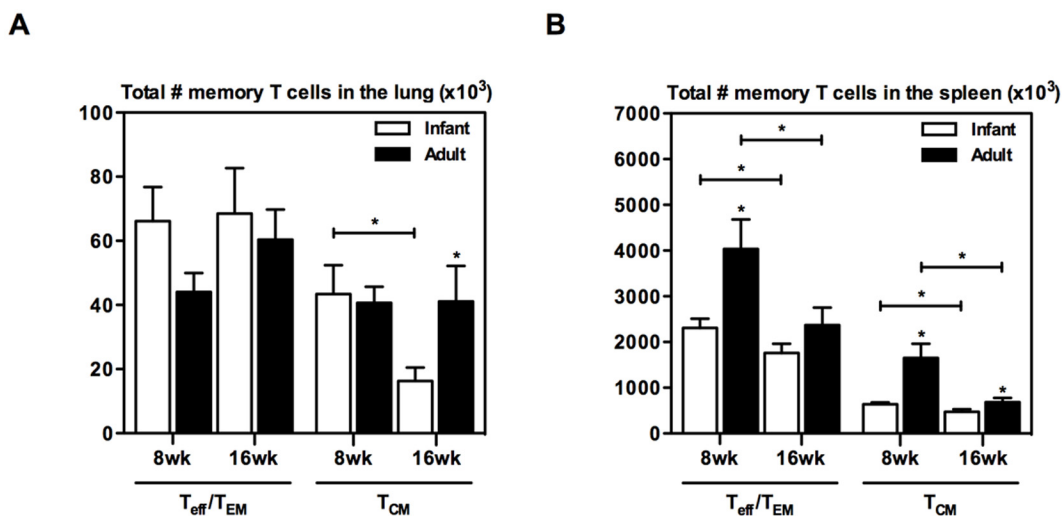 A
B
Total # memory T cells in the lung (x10³)
100
80
60
40
20
0
Infant
Adult
*
*
8wk
16wk
8wk
16wk
Teff/TEM
TCM
Total # memory T cells in the spleen (x10³)
7000
6000
5000
4000
3000
2000
1000
0
Infant
Adult
*
*
*
*
*
*
*
8wk
16wk
8wk
16wk
Teff/TEM
TCM